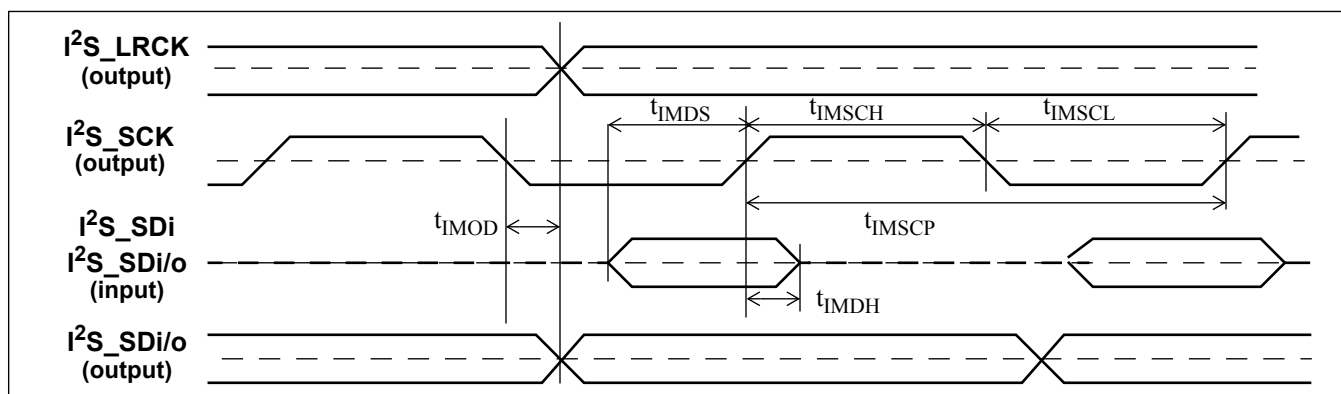 I²S_LRCK
(output)
tIMDS tIMSCH tIMSCL
I²S_SCK
(output)
tIMOD tIMSCP
I²S_SDi
I²S_SDi/o
(input)
tIMDH
I²S_SDi/o
(output)